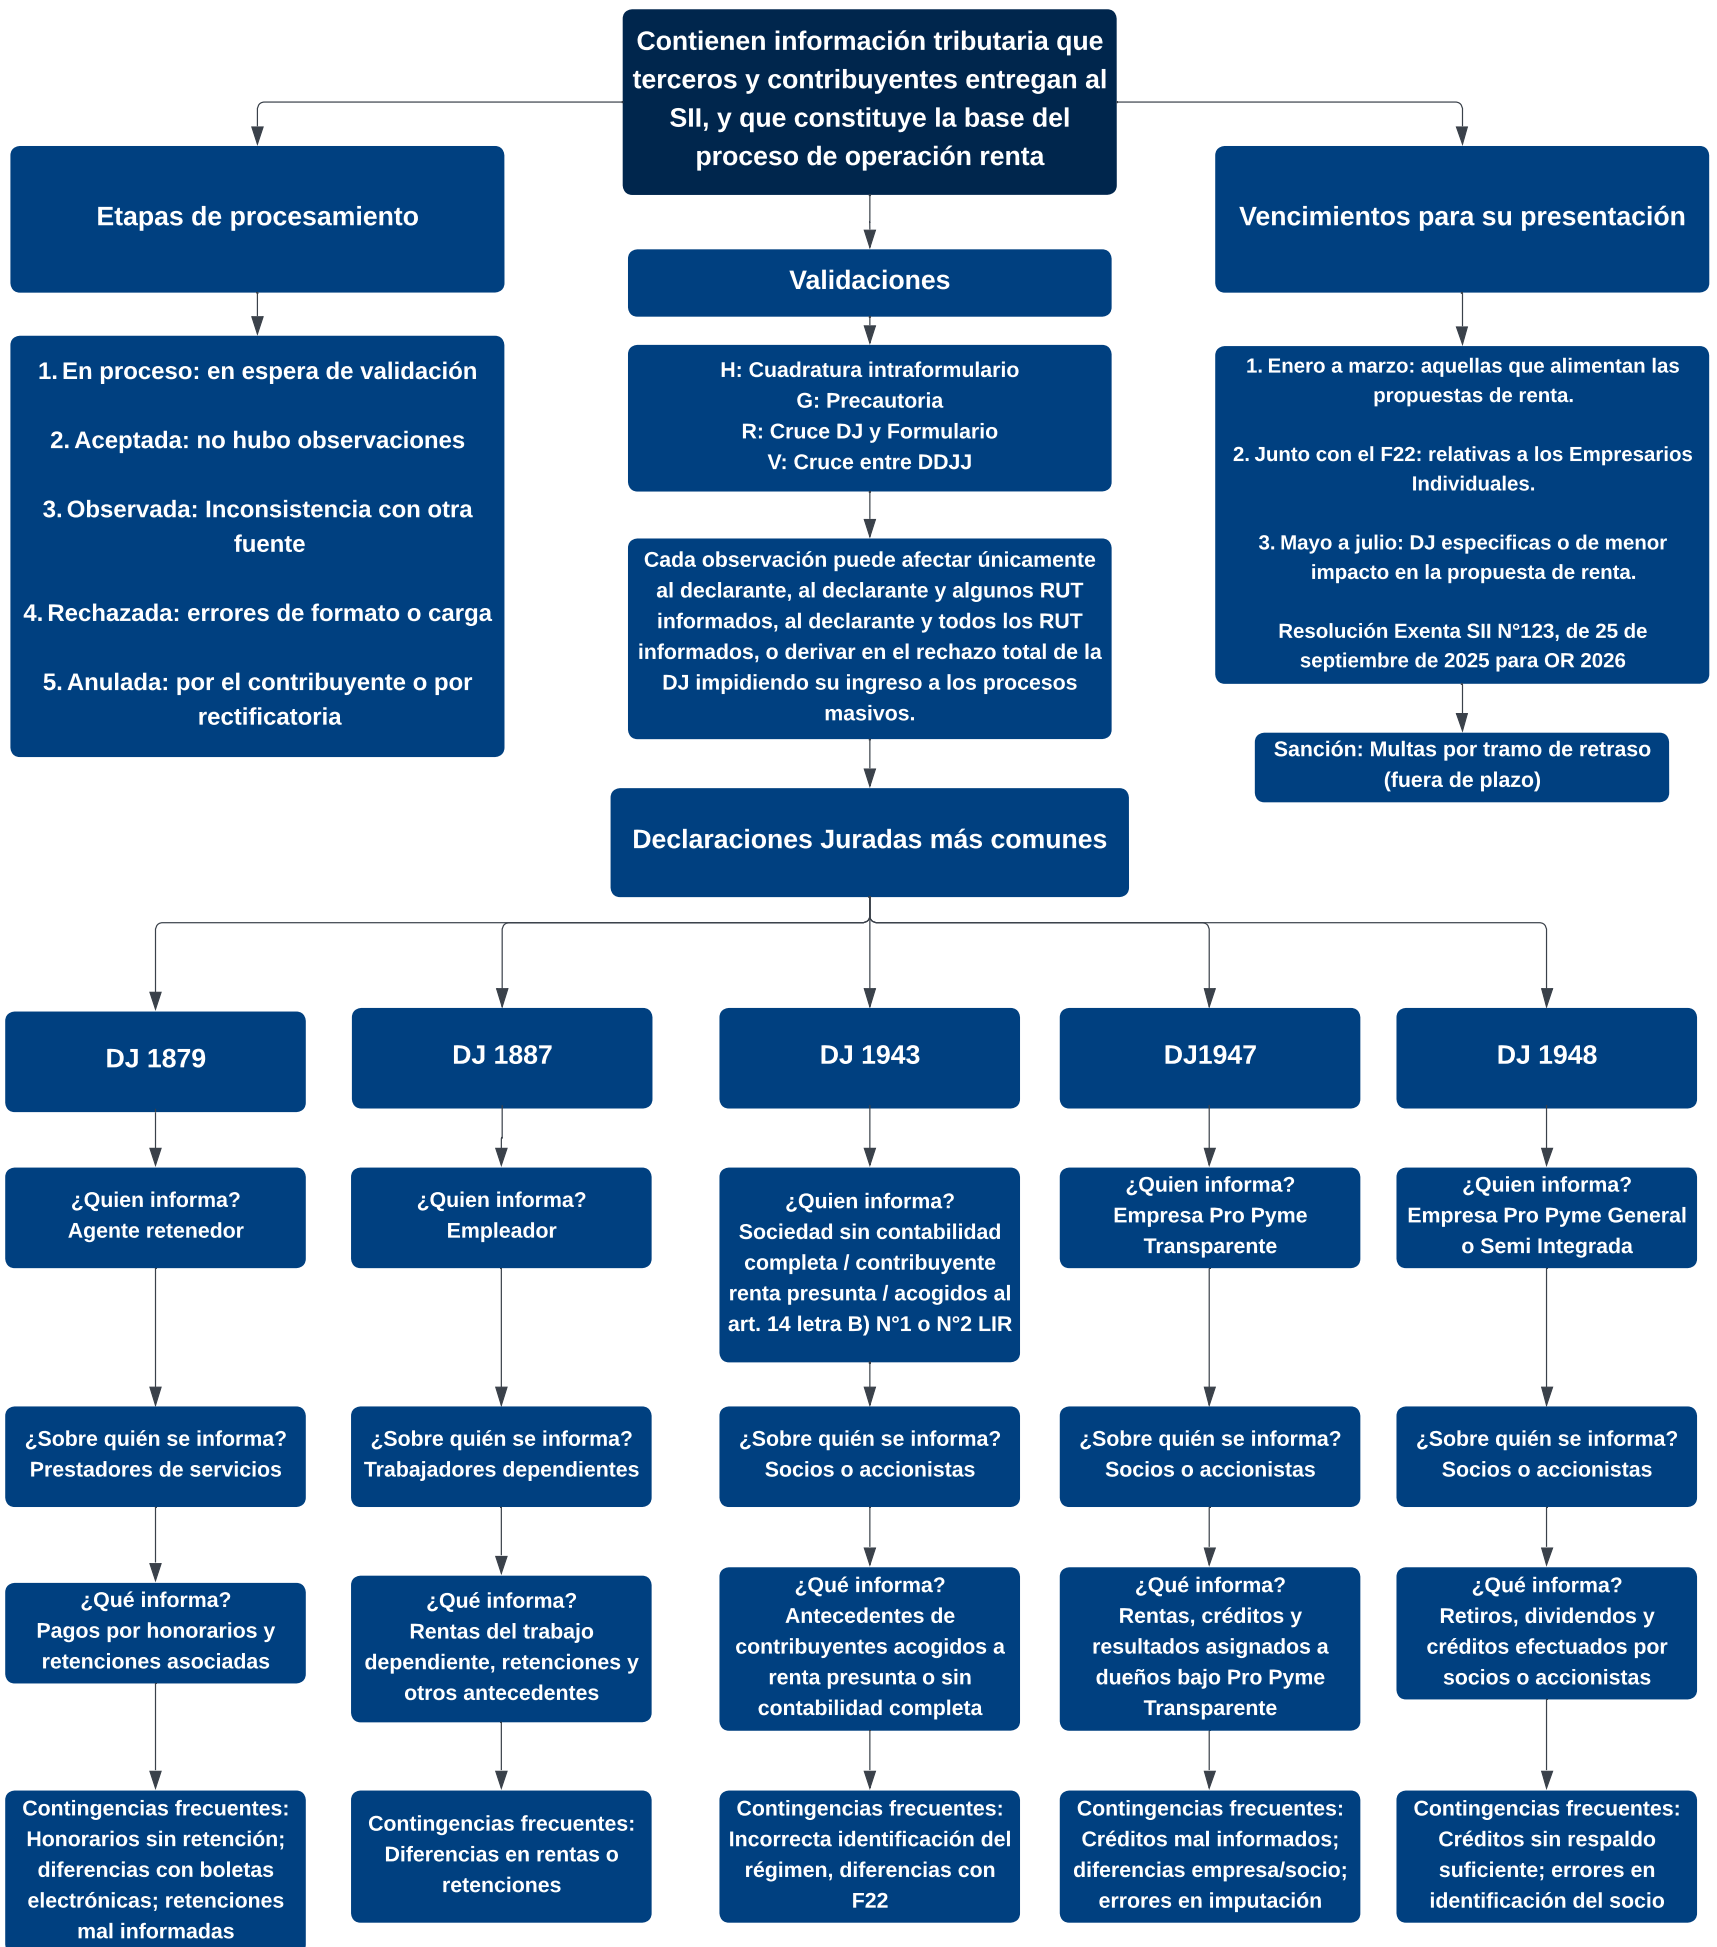 Contienen información tributaria que
terceros y contribuyentes entregan al
SII, y que constituye la base del
proceso de operación renta
Etapas de procesamiento
Vencimientos para su presentación
Validaciones
1. En proceso: en espera de validación
2. Aceptada: no hubo observaciones
3. Observada: Inconsistencia con otra
fuente
4. Rechazada: errores de formato o carga
5. Anulada: por el contribuyente o por
rectificatoria
H: Cuadratura intraformulario
G: Precautoria
R: Cruce DJ y Formulario
V: Cruce entre DDJJ
Cada observación puede afectar únicamente
al declarante, al declarante y algunos RUT
informados, al declarante y todos los RUT
informados, o derivar en el rechazo total de la
DJ impidiendo su ingreso a los procesos
masivos.
1. Enero a marzo: aquellas que alimentan las
propuestas de renta.
2. Junto con el F22: relativas a los Empresarios
Individuales.
3. Mayo a julio: DJ especificas o de menor
impacto en la propuesta de renta.
Resolución Exenta SII N°123, de 25 de
septiembre de 2025 para OR 2026
Sanción: Multas por tramo de retraso
(fuera de plazo)
Declaraciones Juradas más comunes
DJ 1879
DJ 1887
DJ 1943
DJ1947
DJ 1948
¿Quien informa?
Agente retenedor
¿Quien informa?
Empleador
¿Quien informa?
Sociedad sin contabilidad
completa / contribuyente
renta presunta / acogidos al
art. 14 letra B) N°1 o N°2 LIR
¿Quien informa?
Empresa Pro Pyme
Transparente
¿Quien informa?
Empresa Pro Pyme General
o Semi Integrada
¿Sobre quién se informa?
Prestadores de servicios
¿Sobre quién se informa?
Trabajadores dependientes
¿Sobre quién se informa?
Socios o accionistas
¿Sobre quién se informa?
Socios o accionistas
¿Sobre quién se informa?
Socios o accionistas
¿Qué informa?
Pagos por honorarios y
retenciones asociadas
¿Qué informa?
Rentas del trabajo
dependiente, retenciones y
otros antecedentes
¿Qué informa?
Antecedentes de
contribuyentes acogidos a
renta presunta o sin
contabilidad completa
¿Qué informa?
Rentas, créditos y
resultados asignados a
dueños bajo Pro Pyme
Transparente
¿Qué informa?
Retiros, dividendos y
créditos efectuados por
socios o accionistas
Contingencias frecuentes:
Honorarios sin retención;
diferencias con boletas
electrónicas; retenciones
mal informadas
Contingencias frecuentes:
Diferencias en rentas o
retenciones
Contingencias frecuentes:
Incorrecta identificación del
régimen, diferencias con
F22
Contingencias frecuentes:
Créditos mal informados;
diferencias empresa/socio;
errores en imputación
Contingencias frecuentes:
Créditos sin respaldo
suficiente; errores en
identificación del socio